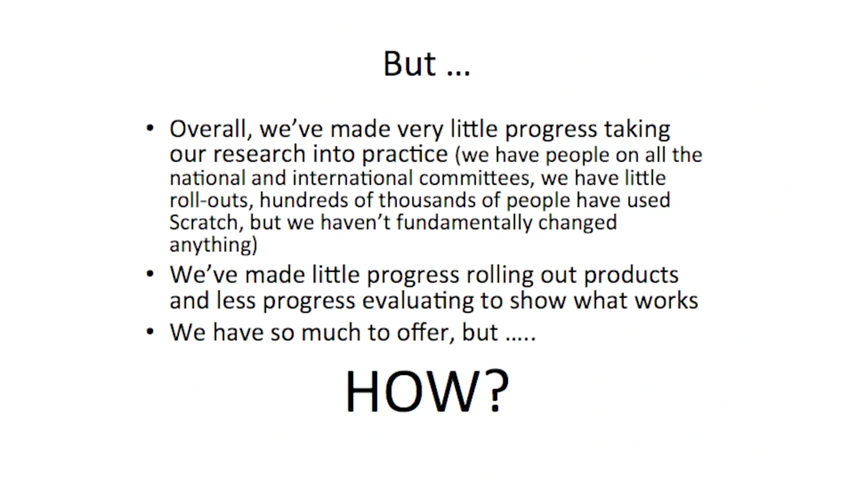 But ...
• Overall, we've made very little progress taking
our research into practice (we have people on all the
national and international committees, we have little
roll-outs, hundreds of thousands of people have used
Scratch, but we haven't fundamentally changed
anything)
• We've made little progress rolling out products
and less progress evaluating to show what works
• We have so much to offer, but .....
HOW?